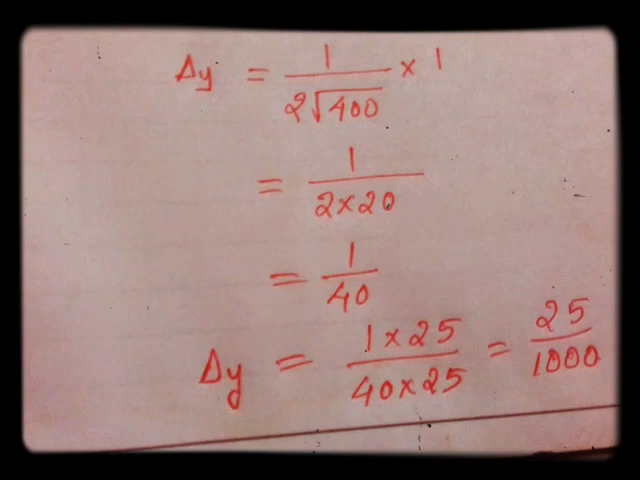 Δy = 1/(2√400) × 1
= 1/(2×20)
= 1/40
Δy = (1×25)/(40×25) = 25/1000